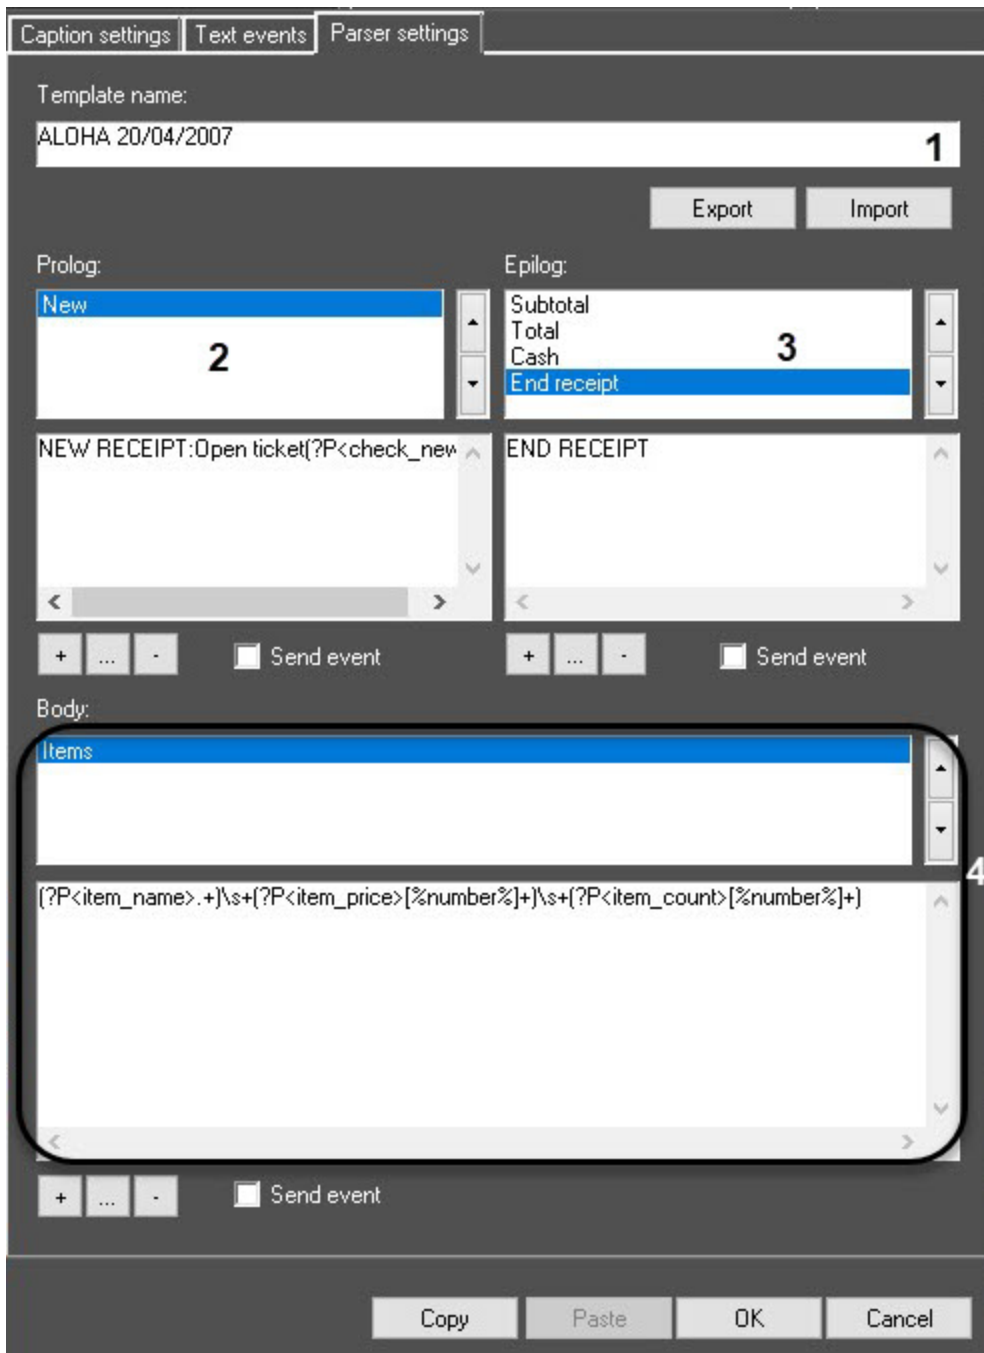 Caption settings Text events Parser settings
Template name:
ALOHA 20/04/2007 1
Export Import
Prolog: Epilog:
New
2
Subtotal
Total
Cash
End receipt
3
NEW RECEIPT:Open ticket(?P<check_new
END RECEIPT
+ ... - Send event + ... - Send event
Body:
Items
4
(?P<item_name>.+)\s+(?P<item_price>[%number%]+)\s+(?P<item_count>[%number%]+)
+ ... - Send event
Copy Paste OK Cancel